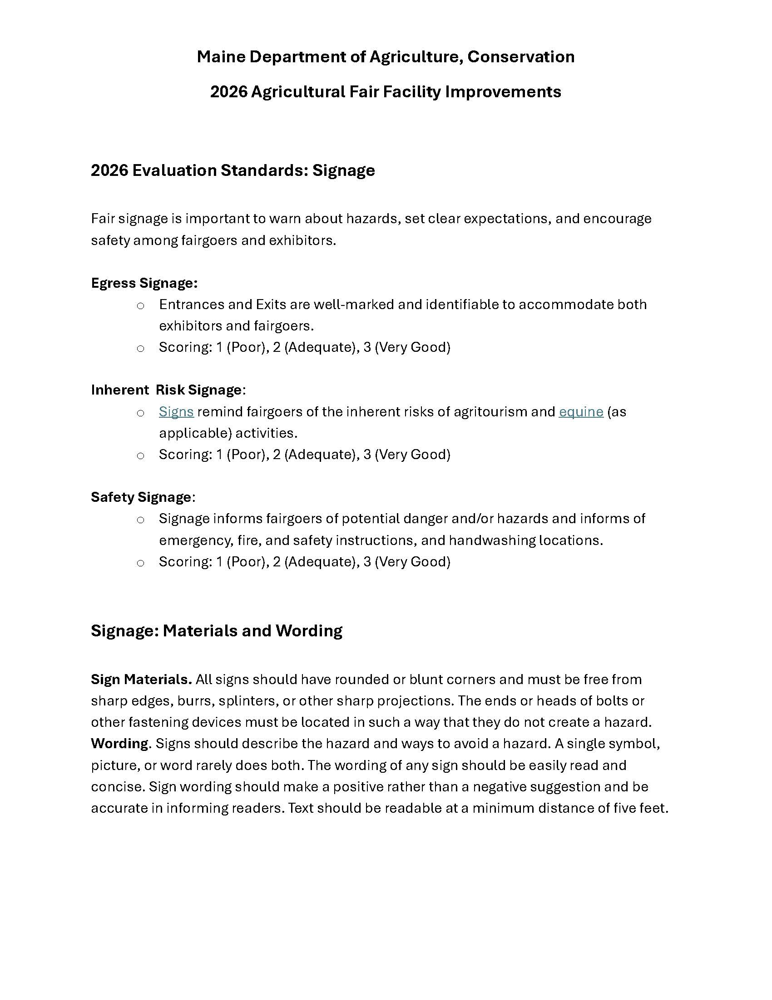 Maine Department of Agriculture, Conservation
2026 Agricultural Fair Facility Improvements
2026 Evaluation Standards: Signage
Fair signage is important to warn about hazards, set clear expectations, and encourage
safety among fairgoers and exhibitors.
Egress Signage:
○ Entrances and Exits are well-marked and identifiable to accommodate both
exhibitors and fairgoers.
○ Scoring: 1 (Poor), 2 (Adequate), 3 (Very Good)
Inherent  Risk Signage:
○ Signs remind fairgoers of the inherent risks of agritourism and equine (as
applicable) activities.
○ Scoring: 1 (Poor), 2 (Adequate), 3 (Very Good)
Safety Signage:
○ Signage informs fairgoers of potential danger and/or hazards and informs of
emergency, fire, and safety instructions, and handwashing locations.
○ Scoring: 1 (Poor), 2 (Adequate), 3 (Very Good)
Signage: Materials and Wording
Sign Materials. All signs should have rounded or blunt corners and must be free from
sharp edges, burrs, splinters, or other sharp projections. The ends or heads of bolts or
other fastening devices must be located in such a way that they do not create a hazard.
Wording. Signs should describe the hazard and ways to avoid a hazard. A single symbol,
picture, or word rarely does both. The wording of any sign should be easily read and
concise. Sign wording should make a positive rather than a negative suggestion and be
accurate in informing readers. Text should be readable at a minimum distance of five feet.